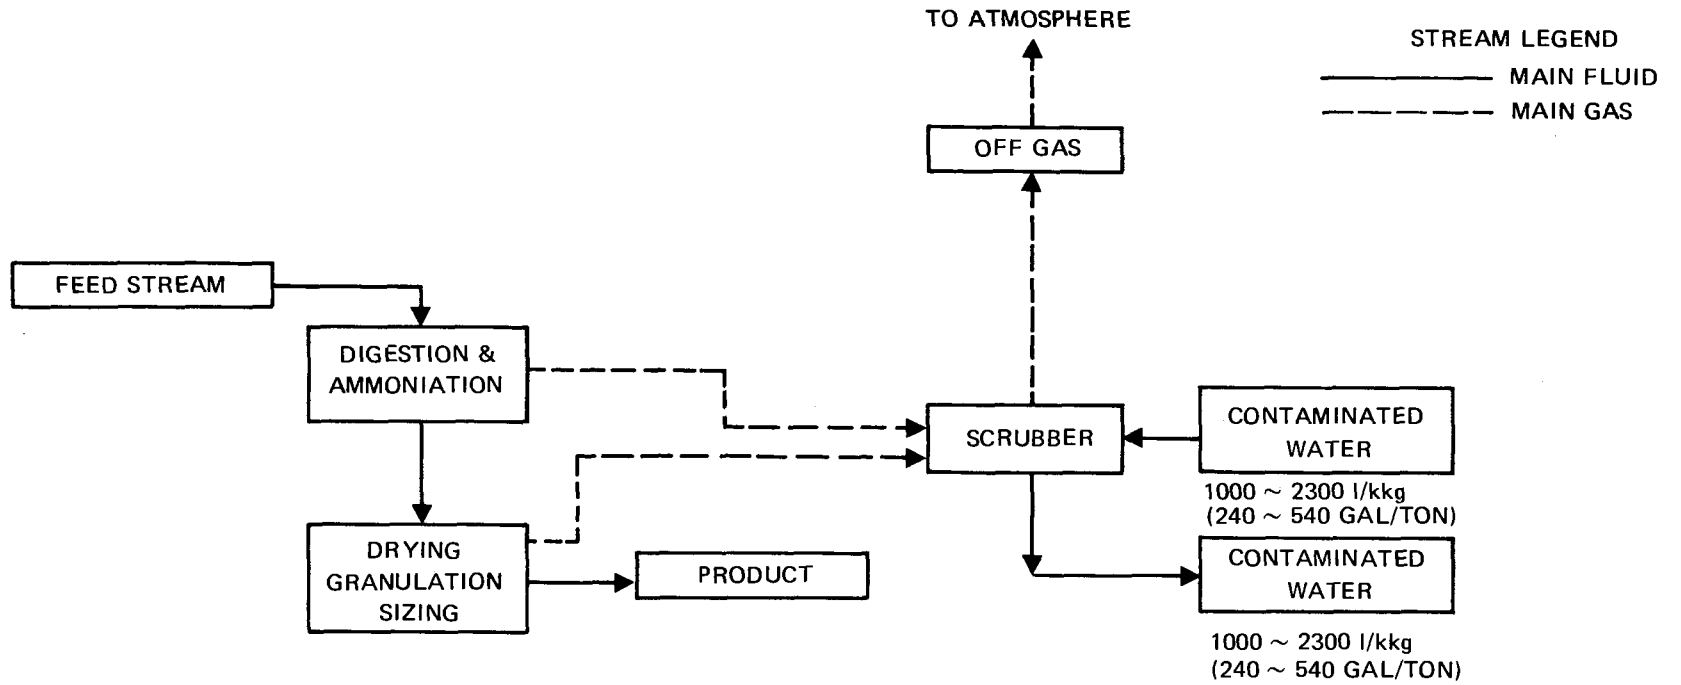 TO ATMOSPHERE
STREAM LEGEND
MAIN FLUID
MAIN GAS
OFF GAS
FEED STREAM
DIGESTION &
AMMONIATION
SCRUBBER
CONTAMINATED
WATER
1000 ~ 2300 l/kkg
(240 ~ 540 GAL/TON)
DRYING
GRANULATION
SIZING
PRODUCT
CONTAMINATED
WATER
1000 ~ 2300 l/kkg
(240 ~ 540 GAL/TON)